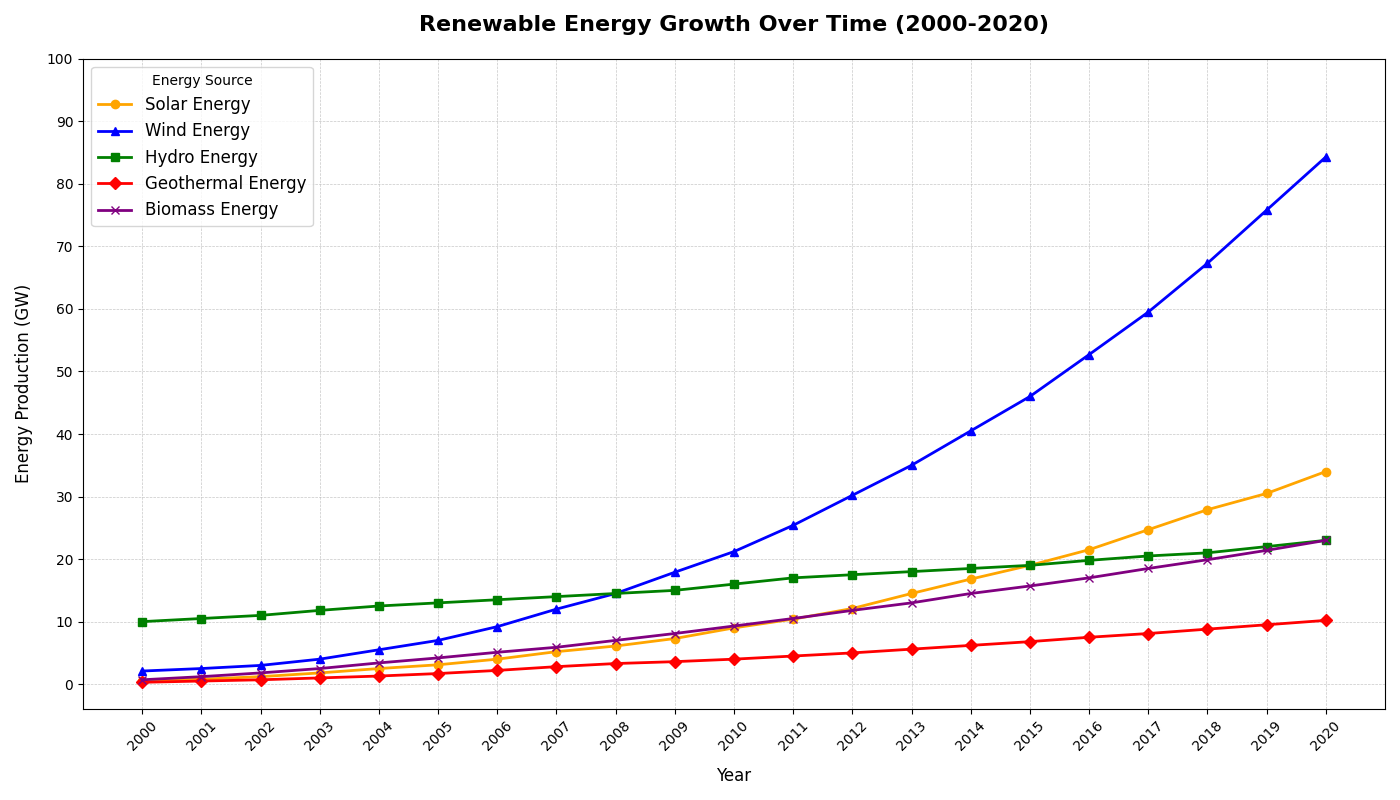 Renewable Energy Growth Over Time (2000-2020)
Energy Production (GW)
100
90
80
70
60
50
40
30
20
10
0
Energy Source
Solar Energy
Wind Energy
Hydro Energy
Geothermal Energy
Biomass Energy
2000 2001 2002 2003 2004 2005 2006 2007 2008 2009 2010 2011 2012 2013 2014 2015 2016 2017 2018 2019 2020
Year